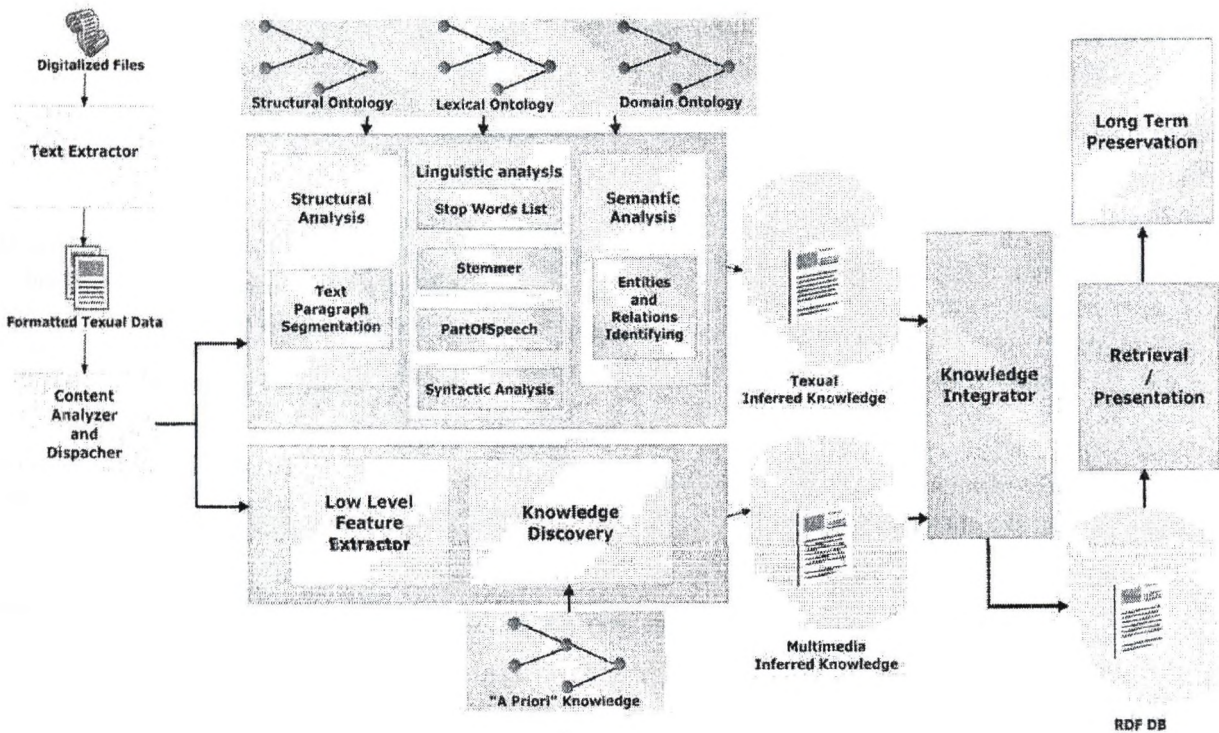 Digitalized Files
Text Extractor
Formatted Texual Data
Content
Analyzer
and
Dispacher
Structural Ontology
Lexical Ontology
Domain Ontology
Structural
Analysis
Text
Paragraph
Segmentation
Linguistic analysis
Stop Words List
Stemmer
PartOfSpeech
Syntactic Analysis
Semantic
Analysis
Entities
and
Relations
Identifying
Low Level
Feature
Extractor
Knowledge
Discovery
"A Priori" Knowledge
Texual
Inferred Knowledge
Multimedia
Inferred Knowledge
Knowledge
Integrator
Long Term
Preservation
Retrieval
/
Presentation
RDF DB